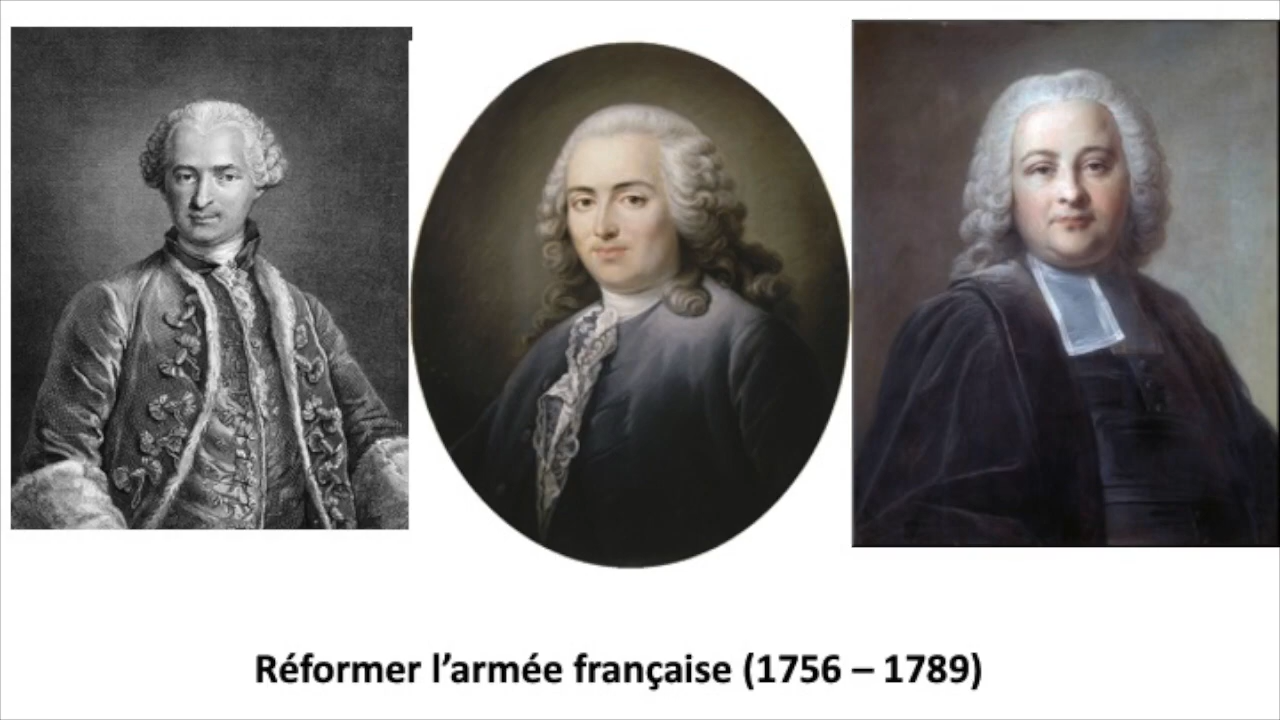 Réformer l’armée française (1756 – 1789)